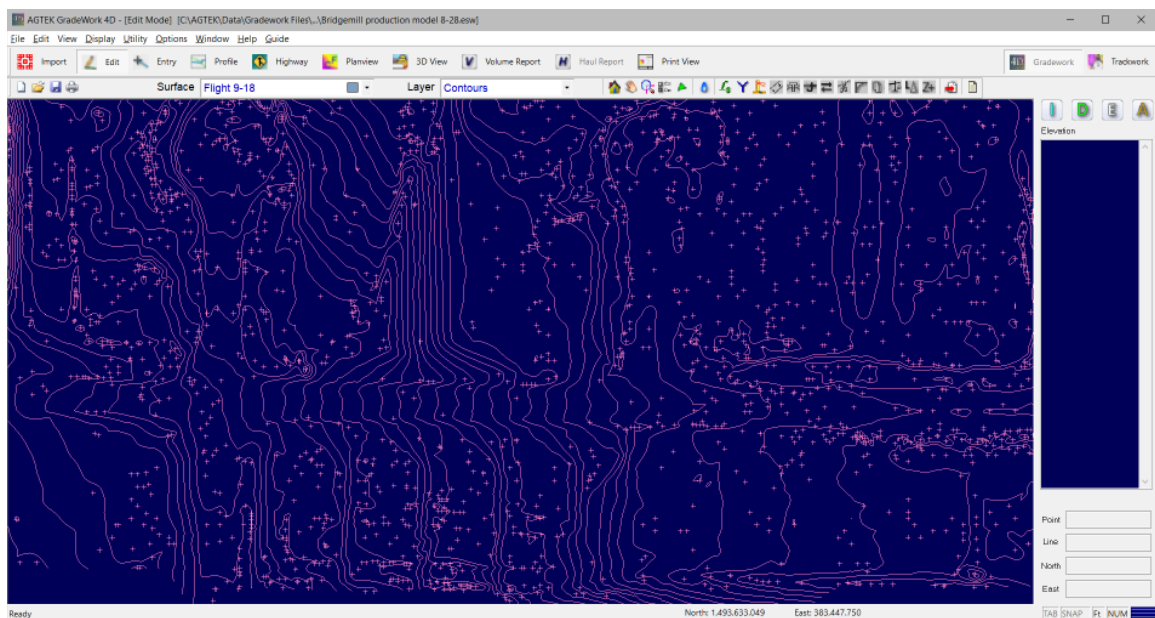 AGTEK GradeWork 4D - [Edit Mode] [C:\AGTEK\Data\Gradework Files\,..\Bridgemill production model 8-28.esw]
File Edit View Display Utility Options Window Help Guide
Import Edit Entry Profile Highway Planview 3D View V Volume Report H Haul Report Print View 4D Gradework Trackwork
Surface Flight 9-18 Layer Contours
I D E A
Elevation
Point
Line
North
East
Ready North: 1,493,633.049 East: 383,447.750 TAB SNAP Ft NUM